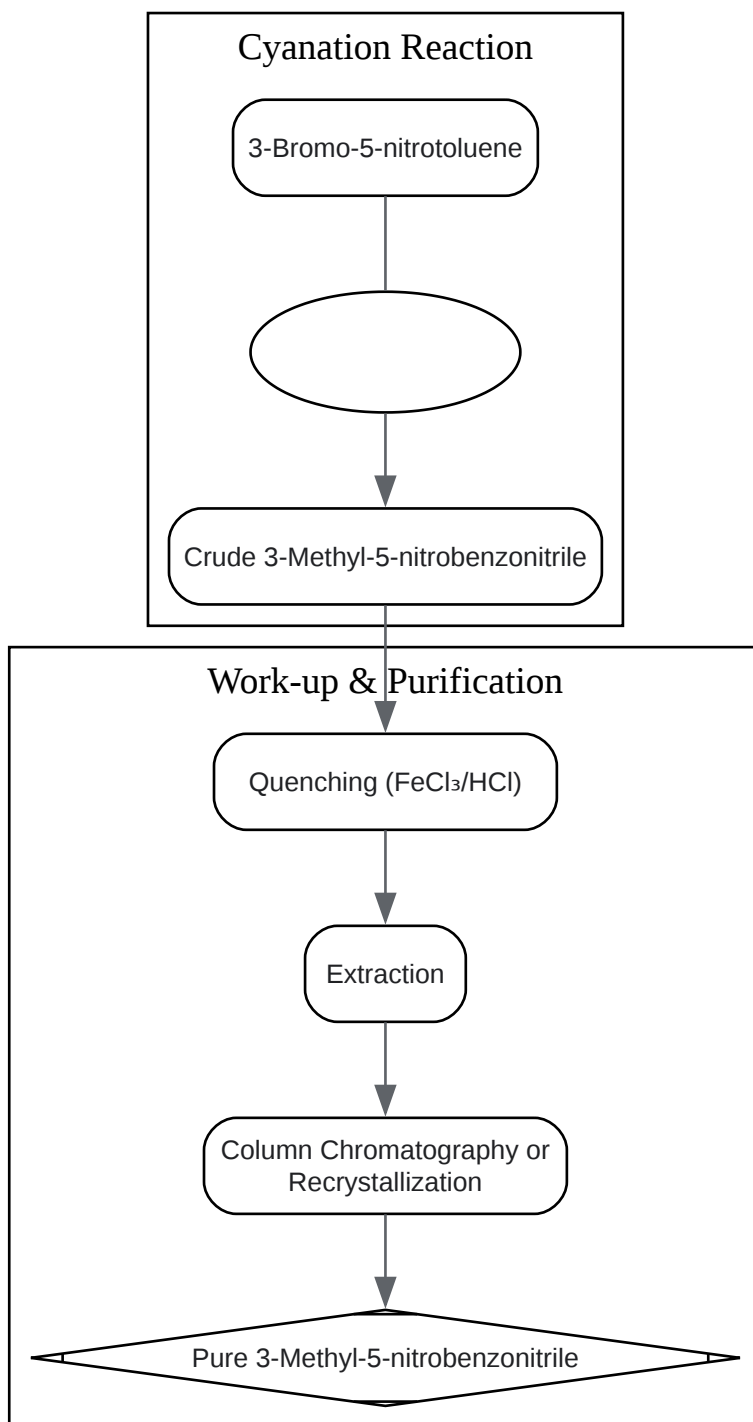 Cyanation Reaction
3-Bromo-5-nitrotoluene
Crude 3-Methyl-5-nitrobenzonitrile
Work-up & Purification
Quenching (FeCl₃/HCl)
Extraction
Column Chromatography or
Recrystallization
Pure 3-Methyl-5-nitrobenzonitrile